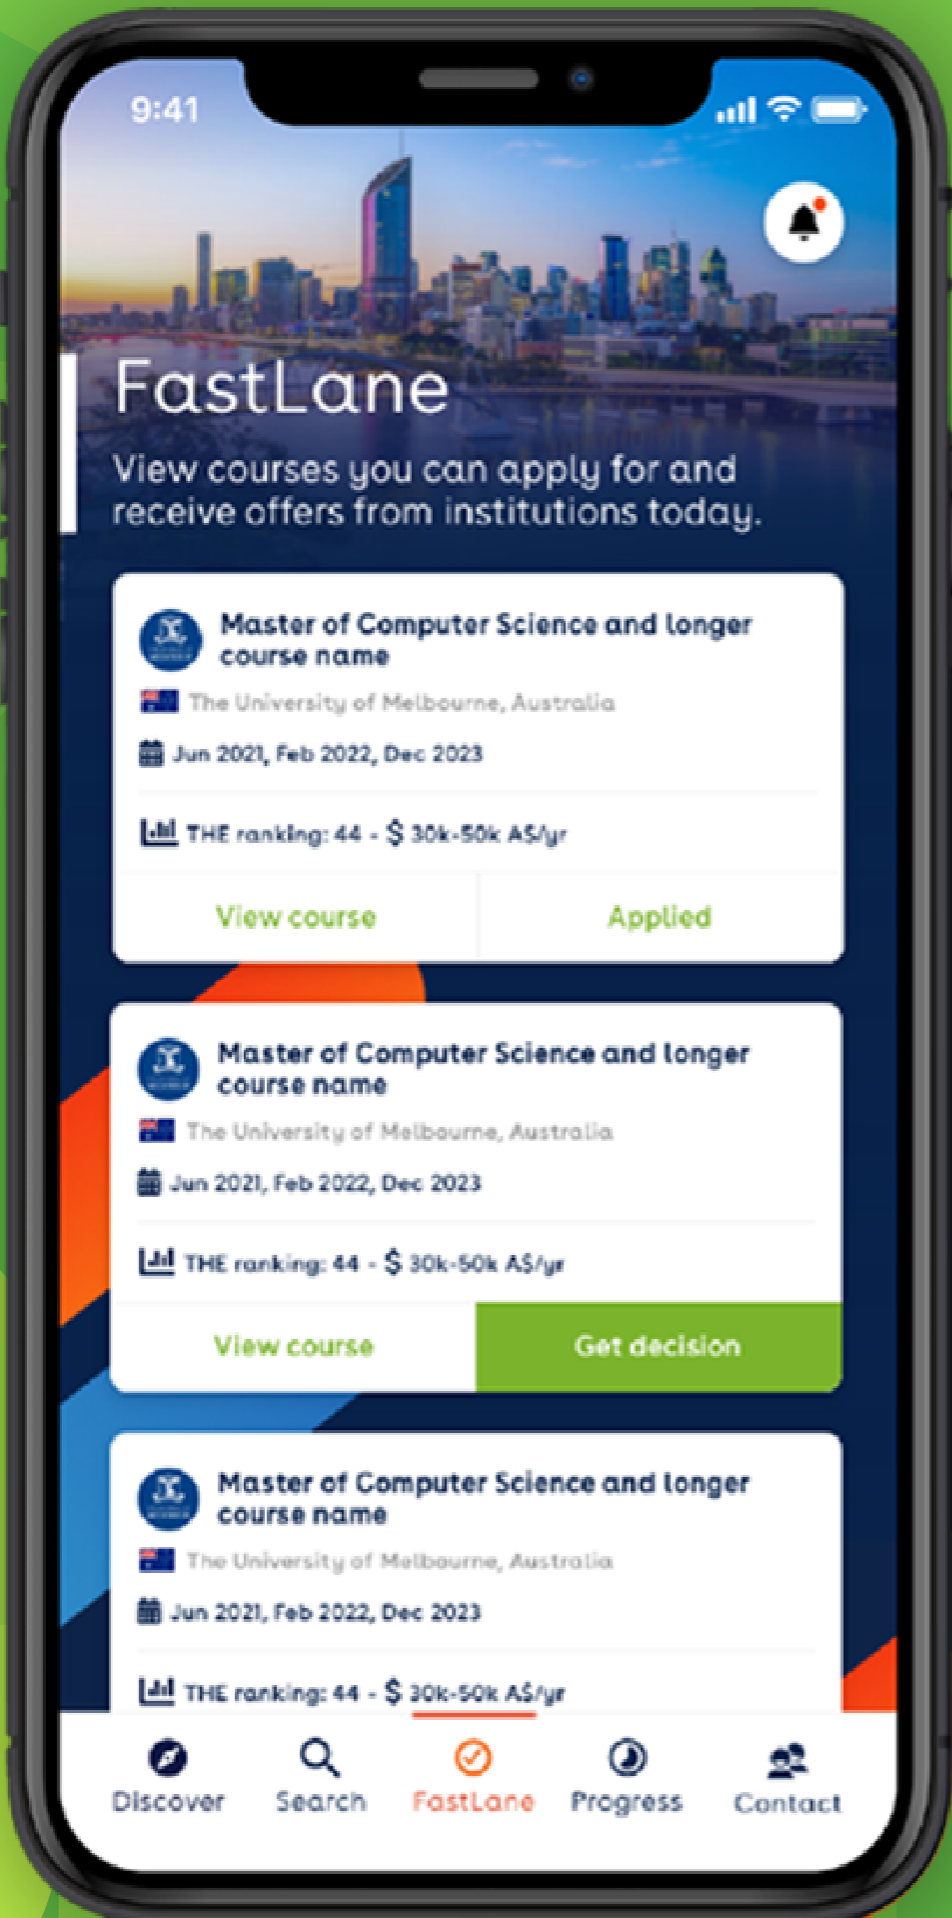 9:41
FastLane
View courses you can apply for and
receive offers from institutions today.
Master of Computer Science and longer
course name
The University of Melbourne, Australia
Jun 2021, Feb 2022, Dec 2023
THE ranking: 44 - $ 30k-50k A$/yr
View course
Applied
Master of Computer Science and longer
course name
The University of Melbourne, Australia
Jun 2021, Feb 2022, Dec 2023
THE ranking: 44 - $ 30k-50k A$/yr
View course
Get decision
Master of Computer Science and longer
course name
The University of Melbourne, Australia
Jun 2021, Feb 2022, Dec 2023
THE ranking: 44 - $ 30k-50k A$/yr
Discover
Search
FastLane
Progress
Contact